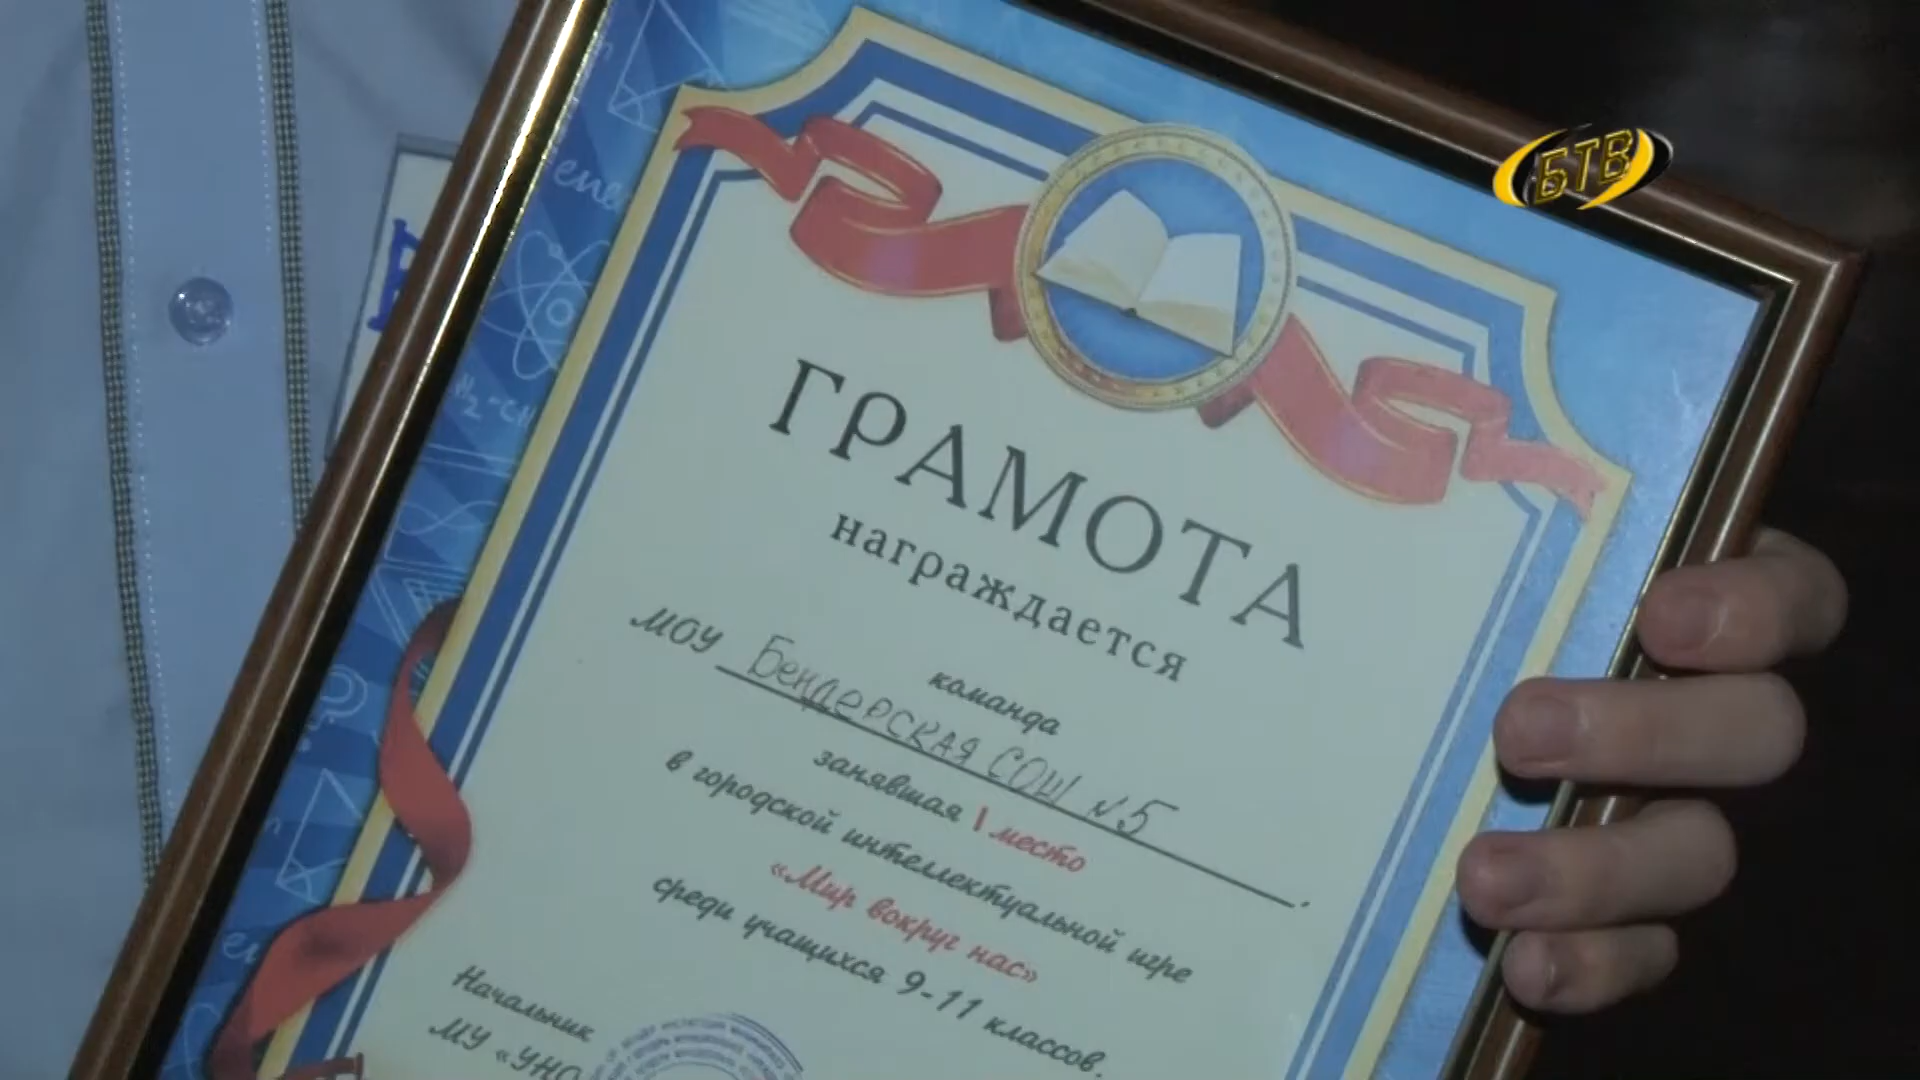 БТВ
ГРАМОТА
награждается
команда
МОУ Бендерская СОШ №5
занявшая I место
в городской интеллектуальной игре
«Мир вокруг нас»
среди учащихся 9-11 классов.
Начальник
МУ «УНО